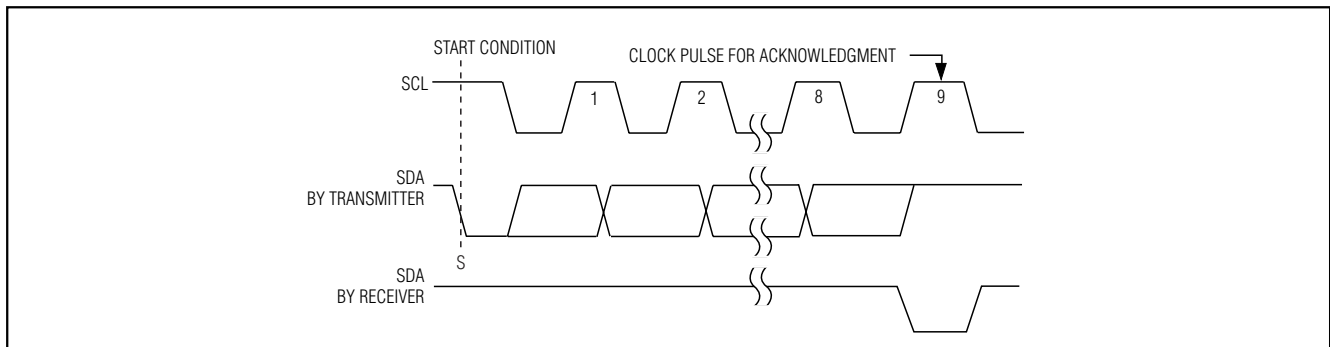 START CONDITION
CLOCK PULSE FOR ACKNOWLEDGMENT
SCL
1
2
8
9
SDA
BY TRANSMITTER
S
SDA
BY RECEIVER